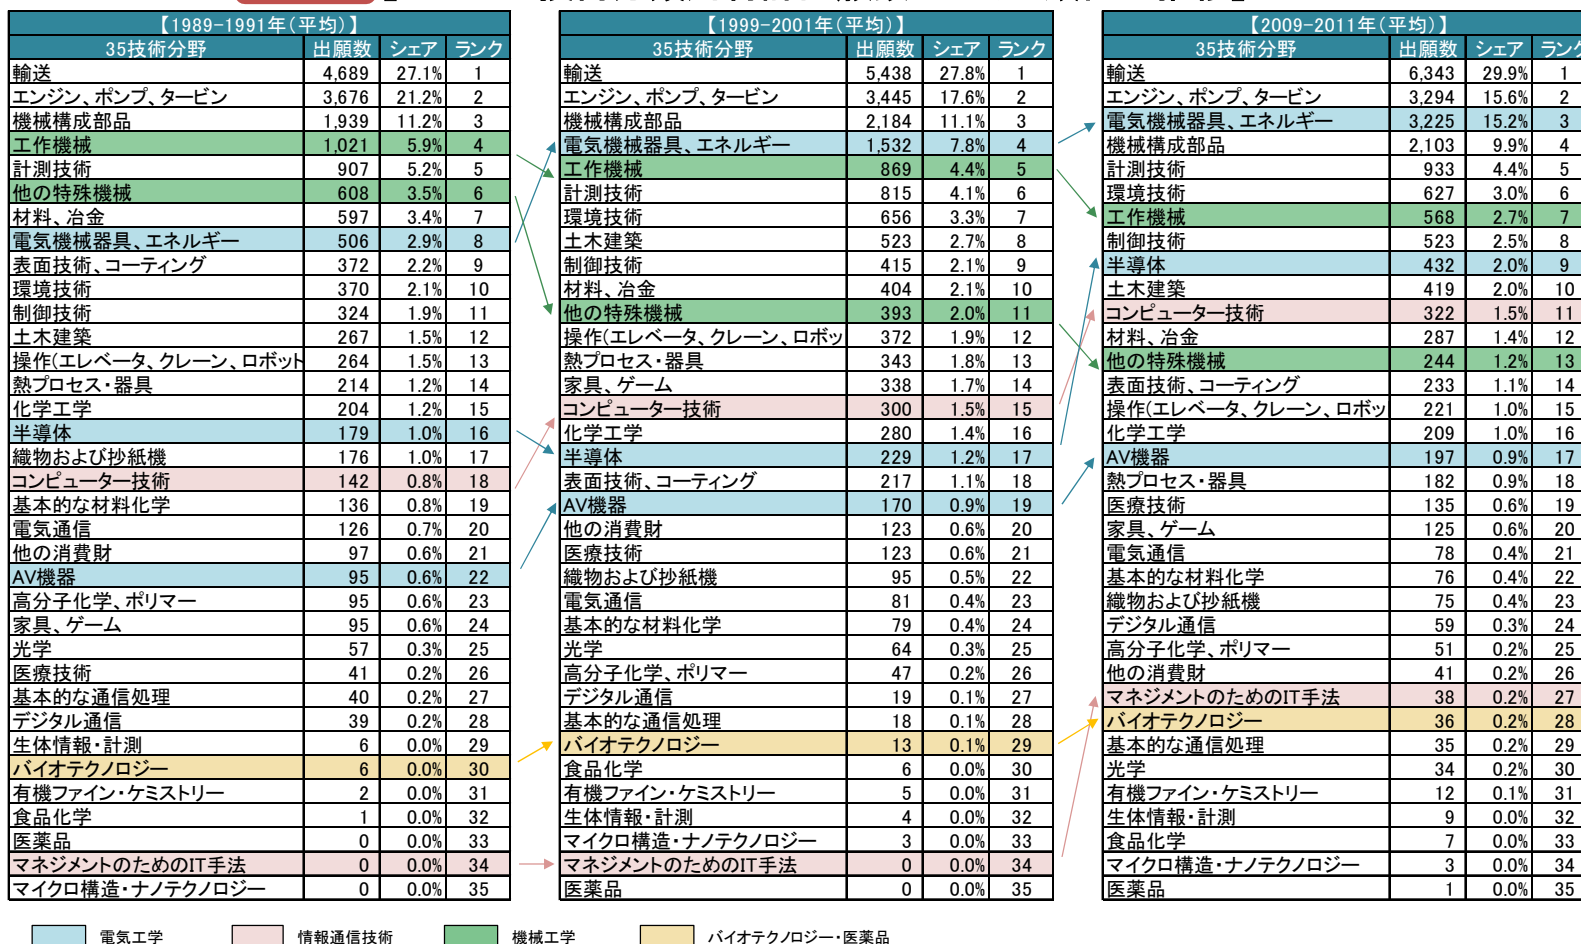 【1989-1991年(平均)】
35技術分野 出願数 シェア ランク
輸送 4,689 27.1% 1
エンジン、ポンプ、タービン 3,676 21.2% 2
機械構成部品 1,939 11.2% 3
工作機械 1,021 5.9% 4
計測技術 907 5.2% 5
他の特殊機械 608 3.5% 6
材料、冶金 597 3.4% 7
電気機械器具、エネルギー 506 2.9% 8
表面技術、コーティング 372 2.2% 9
環境技術 370 2.1% 10
制御技術 324 1.9% 11
土木建築 267 1.5% 12
操作(エレベータ、クレーン、ロボット 264 1.5% 13
熱プロセス・器具 214 1.2% 14
化学工学 204 1.2% 15
半導体 179 1.0% 16
織物および抄紙機 176 1.0% 17
コンピューター技術 142 0.8% 18
基本的な材料化学 136 0.8% 19
電気通信 126 0.7% 20
他の消費財 97 0.6% 21
AV機器 95 0.6% 22
高分子化学、ポリマー 95 0.6% 23
家具、ゲーム 95 0.6% 24
光学 57 0.3% 25
医療技術 41 0.2% 26
基本的な通信処理 40 0.2% 27
デジタル通信 39 0.2% 28
生体情報・計測 6 0.0% 29
バイオテクノロジー 6 0.0% 30
有機ファイン・ケミストリー 2 0.0% 31
食品化学 1 0.0% 32
医薬品 0 0.0% 33
マネジメントのためのIT手法 0 0.0% 34
マイクロ構造・ナノテクノロジー 0 0.0% 35
【1999-2001年(平均)】
35技術分野 出願数 シェア ランク
輸送 5,438 27.8% 1
エンジン、ポンプ、タービン 3,445 17.6% 2
機械構成部品 2,184 11.1% 3
電気機械器具、エネルギー 1,532 7.8% 4
工作機械 869 4.4% 5
計測技術 815 4.1% 6
環境技術 656 3.3% 7
土木建築 523 2.7% 8
制御技術 415 2.1% 9
材料、冶金 404 2.1% 10
他の特殊機械 393 2.0% 11
操作(エレベータ、クレーン、ロボッ 372 1.9% 12
熱プロセス・器具 343 1.8% 13
家具、ゲーム 338 1.7% 14
コンピューター技術 300 1.5% 15
化学工学 280 1.4% 16
半導体 229 1.2% 17
表面技術、コーティング 217 1.1% 18
AV機器 170 0.9% 19
他の消費財 123 0.6% 20
医療技術 123 0.6% 21
織物および抄紙機 95 0.5% 22
電気通信 81 0.4% 23
基本的な材料化学 79 0.4% 24
光学 64 0.3% 25
高分子化学、ポリマー 47 0.2% 26
デジタル通信 19 0.1% 27
基本的な通信処理 18 0.1% 28
バイオテクノロジー 13 0.1% 29
食品化学 6 0.0% 30
有機ファイン・ケミストリー 5 0.0% 31
生体情報・計測 4 0.0% 32
マイクロ構造・ナノテクノロジー 3 0.0% 33
マネジメントのためのIT手法 0 0.0% 34
医薬品 0 0.0% 35
【2009-2011年(平均)】
35技術分野 出願数 シェア ランク
輸送 6,343 29.9% 1
エンジン、ポンプ、タービン 3,294 15.6% 2
電気機械器具、エネルギー 3,225 15.2% 3
機械構成部品 2,103 9.9% 4
計測技術 933 4.4% 5
環境技術 627 3.0% 6
工作機械 568 2.7% 7
制御技術 523 2.5% 8
半導体 432 2.0% 9
土木建築 419 2.0% 10
コンピューター技術 322 1.5% 11
材料、冶金 287 1.4% 12
他の特殊機械 244 1.2% 13
表面技術、コーティング 233 1.1% 14
操作(エレベータ、クレーン、ロボッ 221 1.0% 15
化学工学 209 1.0% 16
AV機器 197 0.9% 17
熱プロセス・器具 182 0.9% 18
医療技術 135 0.6% 19
家具、ゲーム 125 0.6% 20
電気通信 78 0.4% 21
基本的な材料化学 76 0.4% 22
織物および抄紙機 75 0.4% 23
デジタル通信 59 0.3% 24
高分子化学、ポリマー 51 0.2% 25
他の消費財 41 0.2% 26
マネジメントのためのIT手法 38 0.2% 27
バイオテクノロジー 36 0.2% 28
基本的な通信処理 35 0.2% 29
光学 34 0.2% 30
有機ファイン・ケミストリー 12 0.1% 31
生体情報・計測 9 0.0% 32
食品化学 7 0.0% 33
マイクロ構造・ナノテクノロジー 3 0.0% 34
医薬品 1 0.0% 35
電気工学 情報通信技術 機械工学 バイオテクノロジー・医薬品